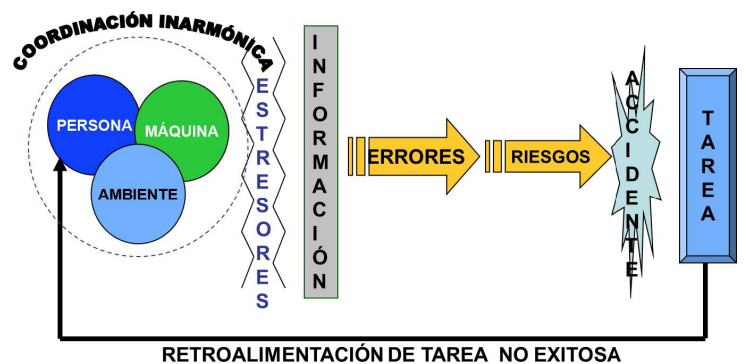 COORDINACIÓN INARMÓNICA
PERSONA
MÁQUINA
AMBIENTE
ESTRESORES
INFORMACIÓN
ERRORES
RIESGOS
ACCIDENTE
TAREA
RETROALIMENTACIÓN DE TAREA NO EXITOSA